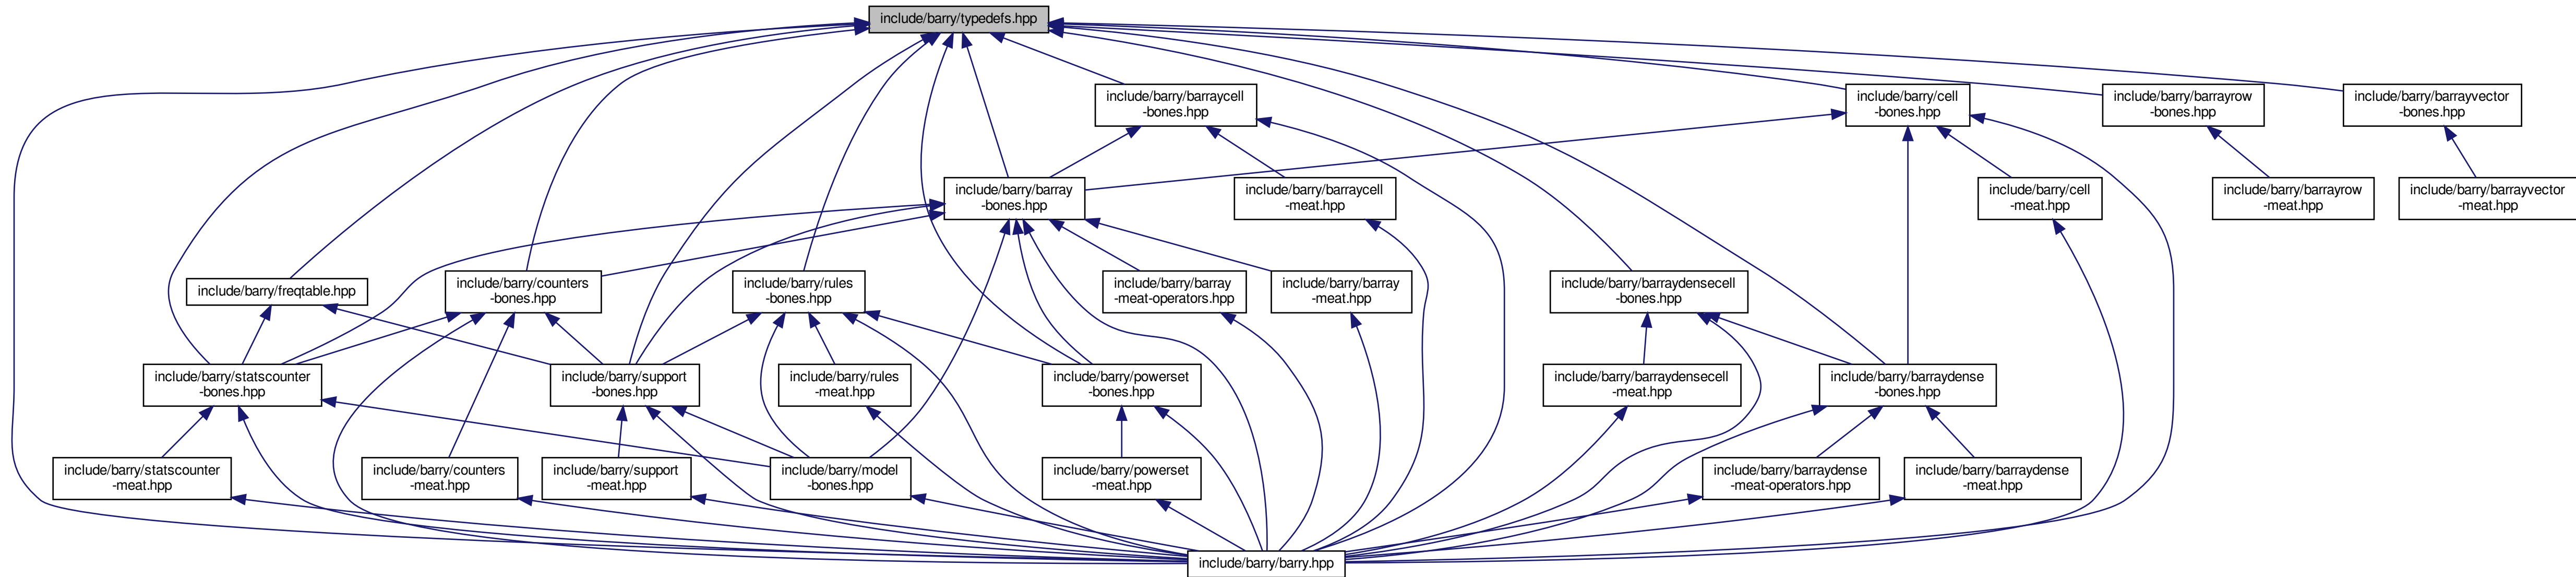 include/barry/typedefs.hpp
include/barry/barraycell
-bones.hpp
include/barry/cell
-bones.hpp
include/barry/barrayrow
-bones.hpp
include/barry/barrayvector
-bones.hpp
include/barry/barray
-bones.hpp
include/barry/barraycell
-meat.hpp
include/barry/cell
-meat.hpp
include/barry/barrayrow
-meat.hpp
include/barry/barrayvector
-meat.hpp
include/barry/freqtable.hpp
include/barry/counters
-bones.hpp
include/barry/rules
-bones.hpp
include/barry/barray
-meat-operators.hpp
include/barry/barray
-meat.hpp
include/barry/barraydensecell
-bones.hpp
include/barry/statscounter
-bones.hpp
include/barry/support
-bones.hpp
include/barry/rules
-meat.hpp
include/barry/powerset
-bones.hpp
include/barry/barraydensecell
-meat.hpp
include/barry/barraydense
-bones.hpp
include/barry/statscounter
-meat.hpp
include/barry/counters
-meat.hpp
include/barry/support
-meat.hpp
include/barry/model
-bones.hpp
include/barry/powerset
-meat.hpp
include/barry/barraydense
-meat-operators.hpp
include/barry/barraydense
-meat.hpp
include/barry/barry.hpp